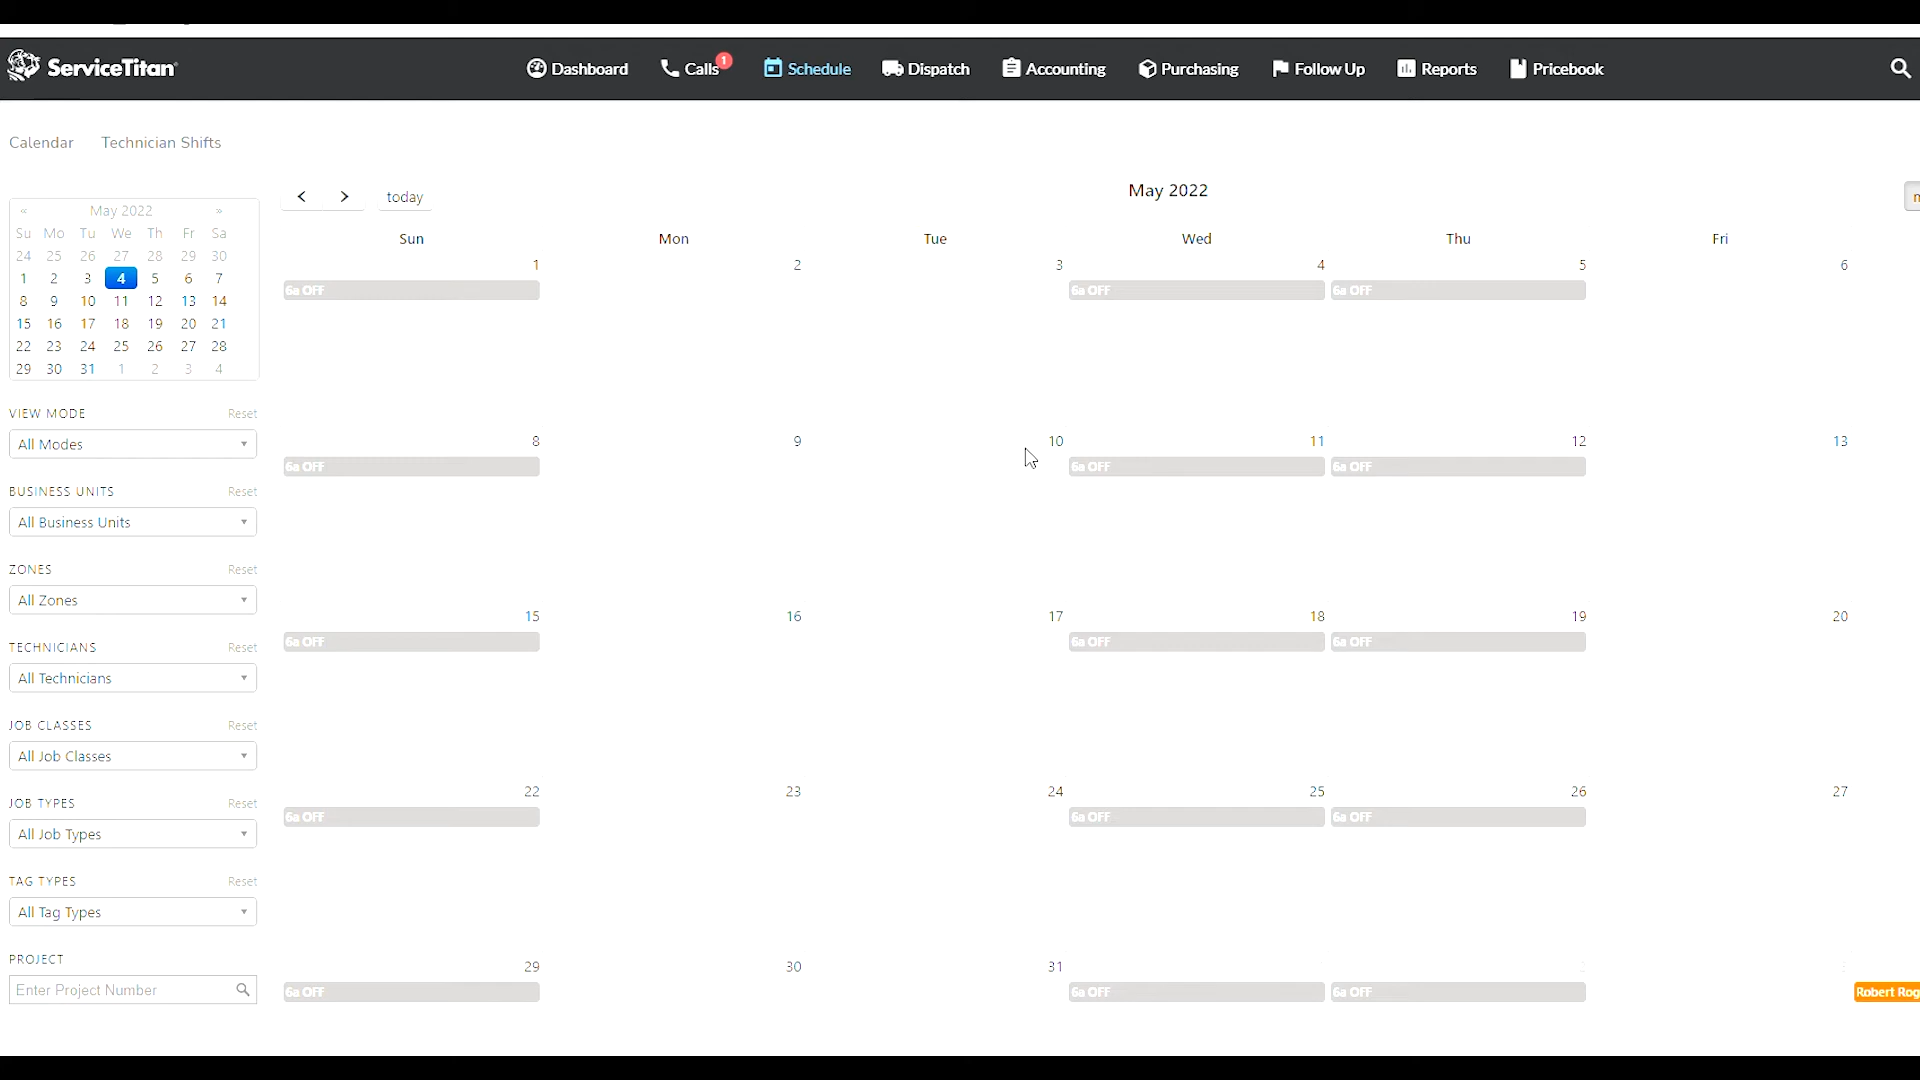 ServiceTitan
Dashboard Calls 1 Schedule Dispatch Accounting Purchasing Follow Up Reports Pricebook
Calendar Technician Shifts
« May 2022 »
Su Mo Tu We Th Fr Sa
24 25 26 27 28 29 30
1 2 3 4 5 6 7
8 9 10 11 12 13 14
15 16 17 18 19 20 21
22 23 24 25 26 27 28
29 30 31 1 2 3 4
VIEW MODE Reset
All Modes
BUSINESS UNITS Reset
All Business Units
ZONES Reset
All Zones
TECHNICIANS Reset
All Technicians
JOB CLASSES Reset
All Job Classes
JOB TYPES Reset
All Job Types
TAG TYPES Reset
All Tag Types
PROJECT
Enter Project Number
< > today May 2022
Sun Mon Tue Wed Thu Fri
1 2 3 4 5 6
6a OFF 6a OFF 6a OFF
8 9 10 11 12 13
6a OFF 6a OFF 6a OFF
15 16 17 18 19 20
6a OFF 6a OFF 6a OFF
22 23 24 25 26 27
6a OFF 6a OFF 6a OFF
29 30 31
6a OFF 6a OFF 6a OFF Robert Rog